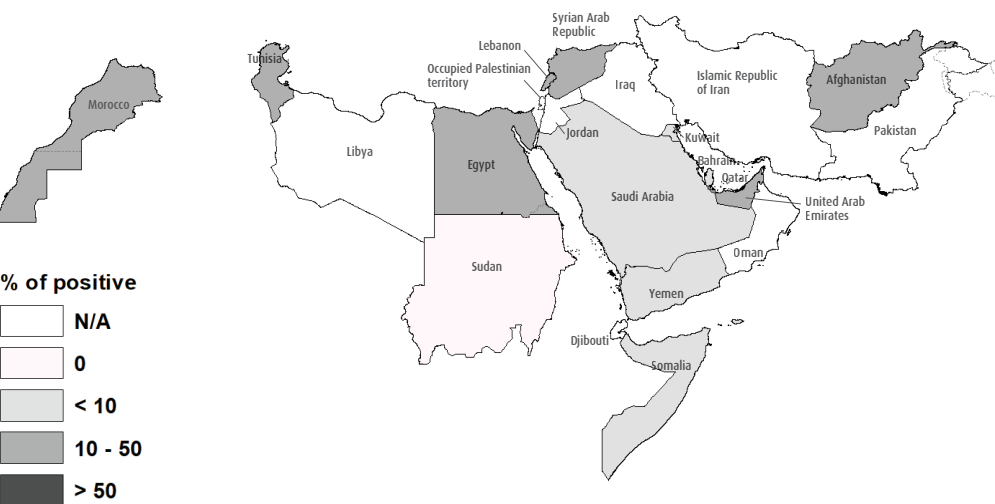 Syrian Arab
Republic
Lebanon
Tunisia
Occupied Palestinian
territory
Iraq
Islamic Republic
of Iran
Afghanistan
Morocco
Jordan
Pakistan
Kuwait
Libya
Egypt
Bahrain
Qatar
Saudi Arabia
United Arab
Emirates
Oman
Sudan
Yemen
Djibouti
Somalia
% of positive
N/A
0
< 10
10 - 50
> 50